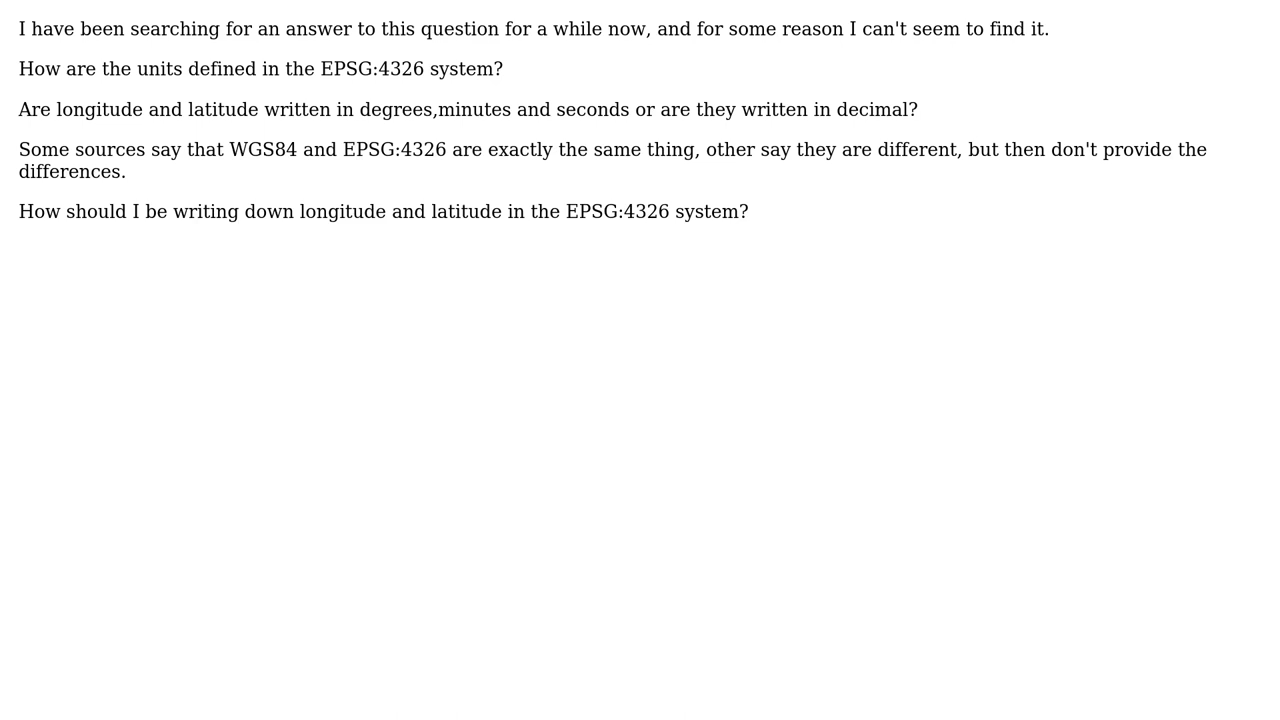 I have been searching for an answer to this question for a while now, and for some reason I can't seem to find it.
How are the units defined in the EPSG:4326 system?
Are longitude and latitude written in degrees,minutes and seconds or are they written in decimal?
Some sources say that WGS84 and EPSG:4326 are exactly the same thing, other say they are different, but then don't provide the
differences.
How should I be writing down longitude and latitude in the EPSG:4326 system?